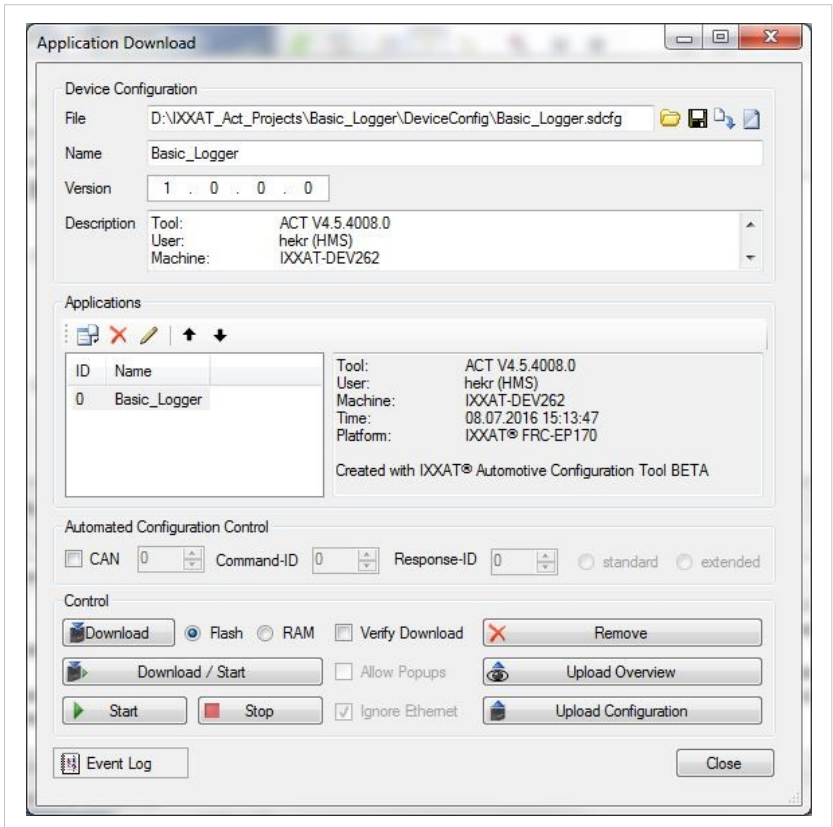 Application Download
Device Configuration
File D:\IXXAT_Act_Projects\Basic_Logger\DeviceConfig\Basic_Logger.sdcfg
Name Basic_Logger
Version 1 . 0 . 0 . 0
Description Tool: ACT V4.5.4008.0
User: hekr (HMS)
Machine: IXXAT-DEV262
Applications
ID Name
0 Basic_Logger
Tool: ACT V4.5.4008.0
User: hekr (HMS)
Machine: IXXAT-DEV262
Time: 08.07.2016 15:13:47
Platform: IXXAT® FRC-EP170
Created with IXXAT® Automotive Configuration Tool BETA
Automated Configuration Control
CAN 0 Command-ID 0 Response-ID 0 standard extended
Control
Download Flash RAM Verify Download Remove
Download / Start Allow Popups Upload Overview
Start Stop Ignore Ethernet Upload Configuration
Event Log Close